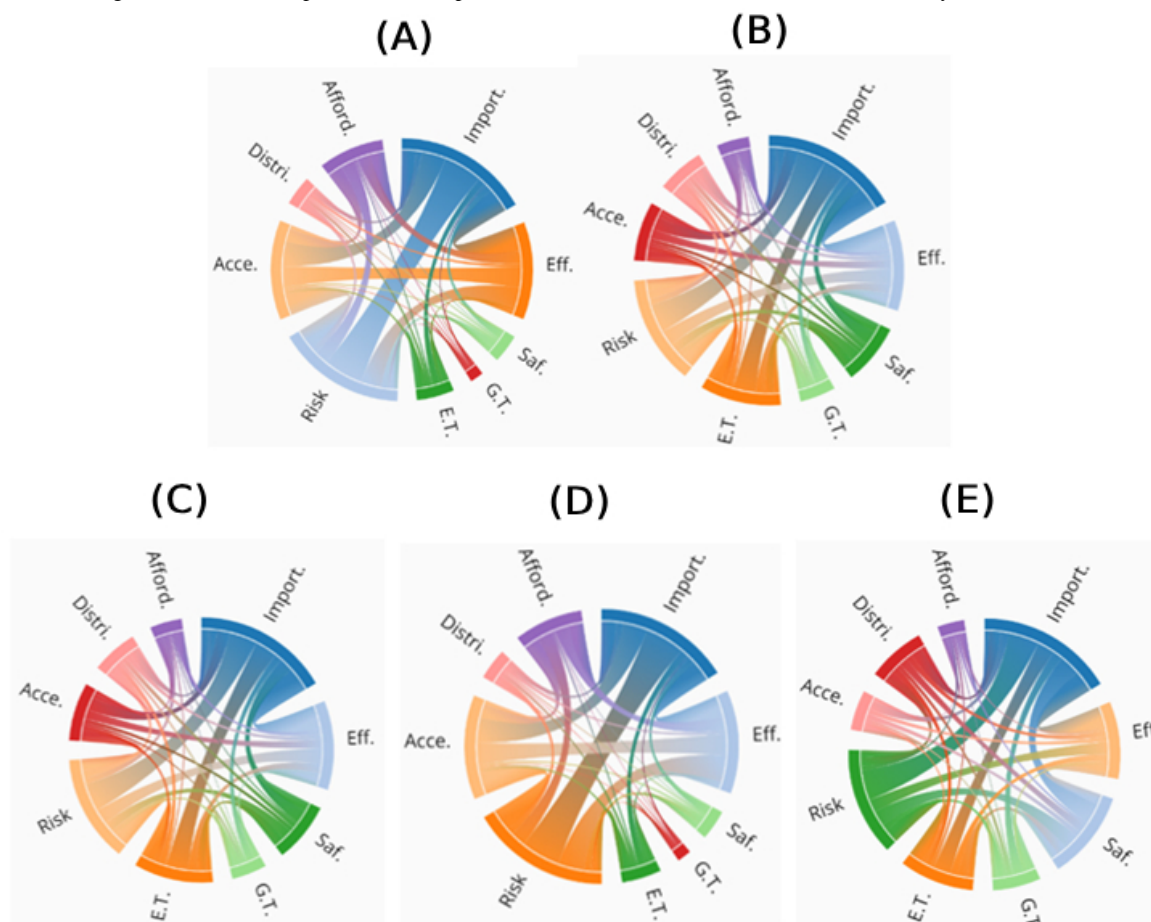 (A)
(B)
Afford.
Import.
Distri.
Acce.
Eff.
Risk
Saf.
E.T.
G.T.
Afford.
Import.
Distri.
Acce.
Eff.
Risk
Saf.
E.T.
G.T.
(C)
(D)
(E)
Afford.
Import.
Distri.
Acce.
Eff.
Risk
Saf.
E.T.
G.T.
Afford.
Import.
Distri.
Acce.
Eff.
Risk
Saf.
E.T.
G.T.
Afford.
Import.
Distri.
Acce.
Eff
Risk
Saf.
E.T.
G.T